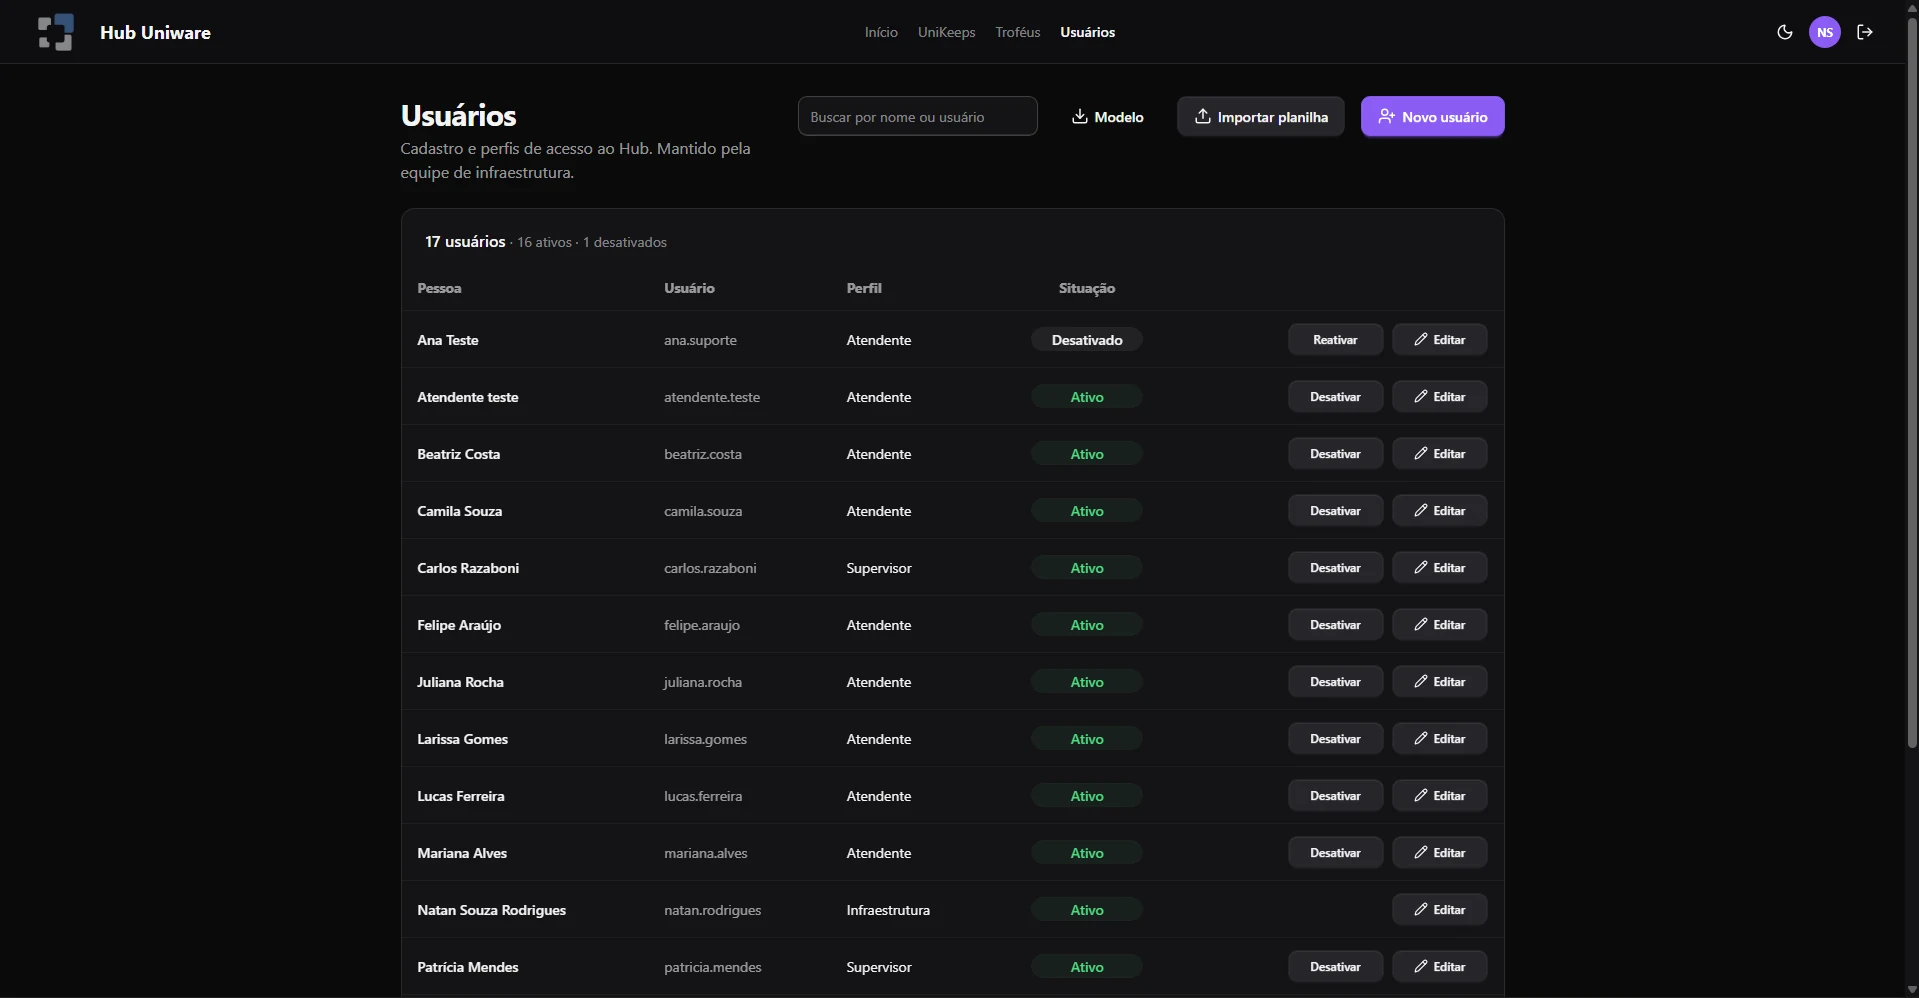 Hub Uniware
Início UniKeeps Troféus Usuários
NS
Usuários
Cadastro e perfis de acesso ao Hub. Mantido pela
equipe de infraestrutura.
Buscar por nome ou usuário
Modelo
Importar planilha
Novo usuário
17 usuários · 16 ativos · 1 desativados
Pessoa Usuário Perfil Situação
Ana Teste ana.suporte Atendente Desativado Reativar Editar
Atendente teste atendente.teste Atendente Ativo Desativar Editar
Beatriz Costa beatriz.costa Atendente Ativo Desativar Editar
Camila Souza camila.souza Atendente Ativo Desativar Editar
Carlos Razaboni carlos.razaboni Supervisor Ativo Desativar Editar
Felipe Araújo felipe.araujo Atendente Ativo Desativar Editar
Juliana Rocha juliana.rocha Atendente Ativo Desativar Editar
Larissa Gomes larissa.gomes Atendente Ativo Desativar Editar
Lucas Ferreira lucas.ferreira Atendente Ativo Desativar Editar
Mariana Alves mariana.alves Atendente Ativo Desativar Editar
Natan Souza Rodrigues natan.rodrigues Infraestrutura Ativo Editar
Patrícia Mendes patricia.mendes Supervisor Ativo Desativar Editar